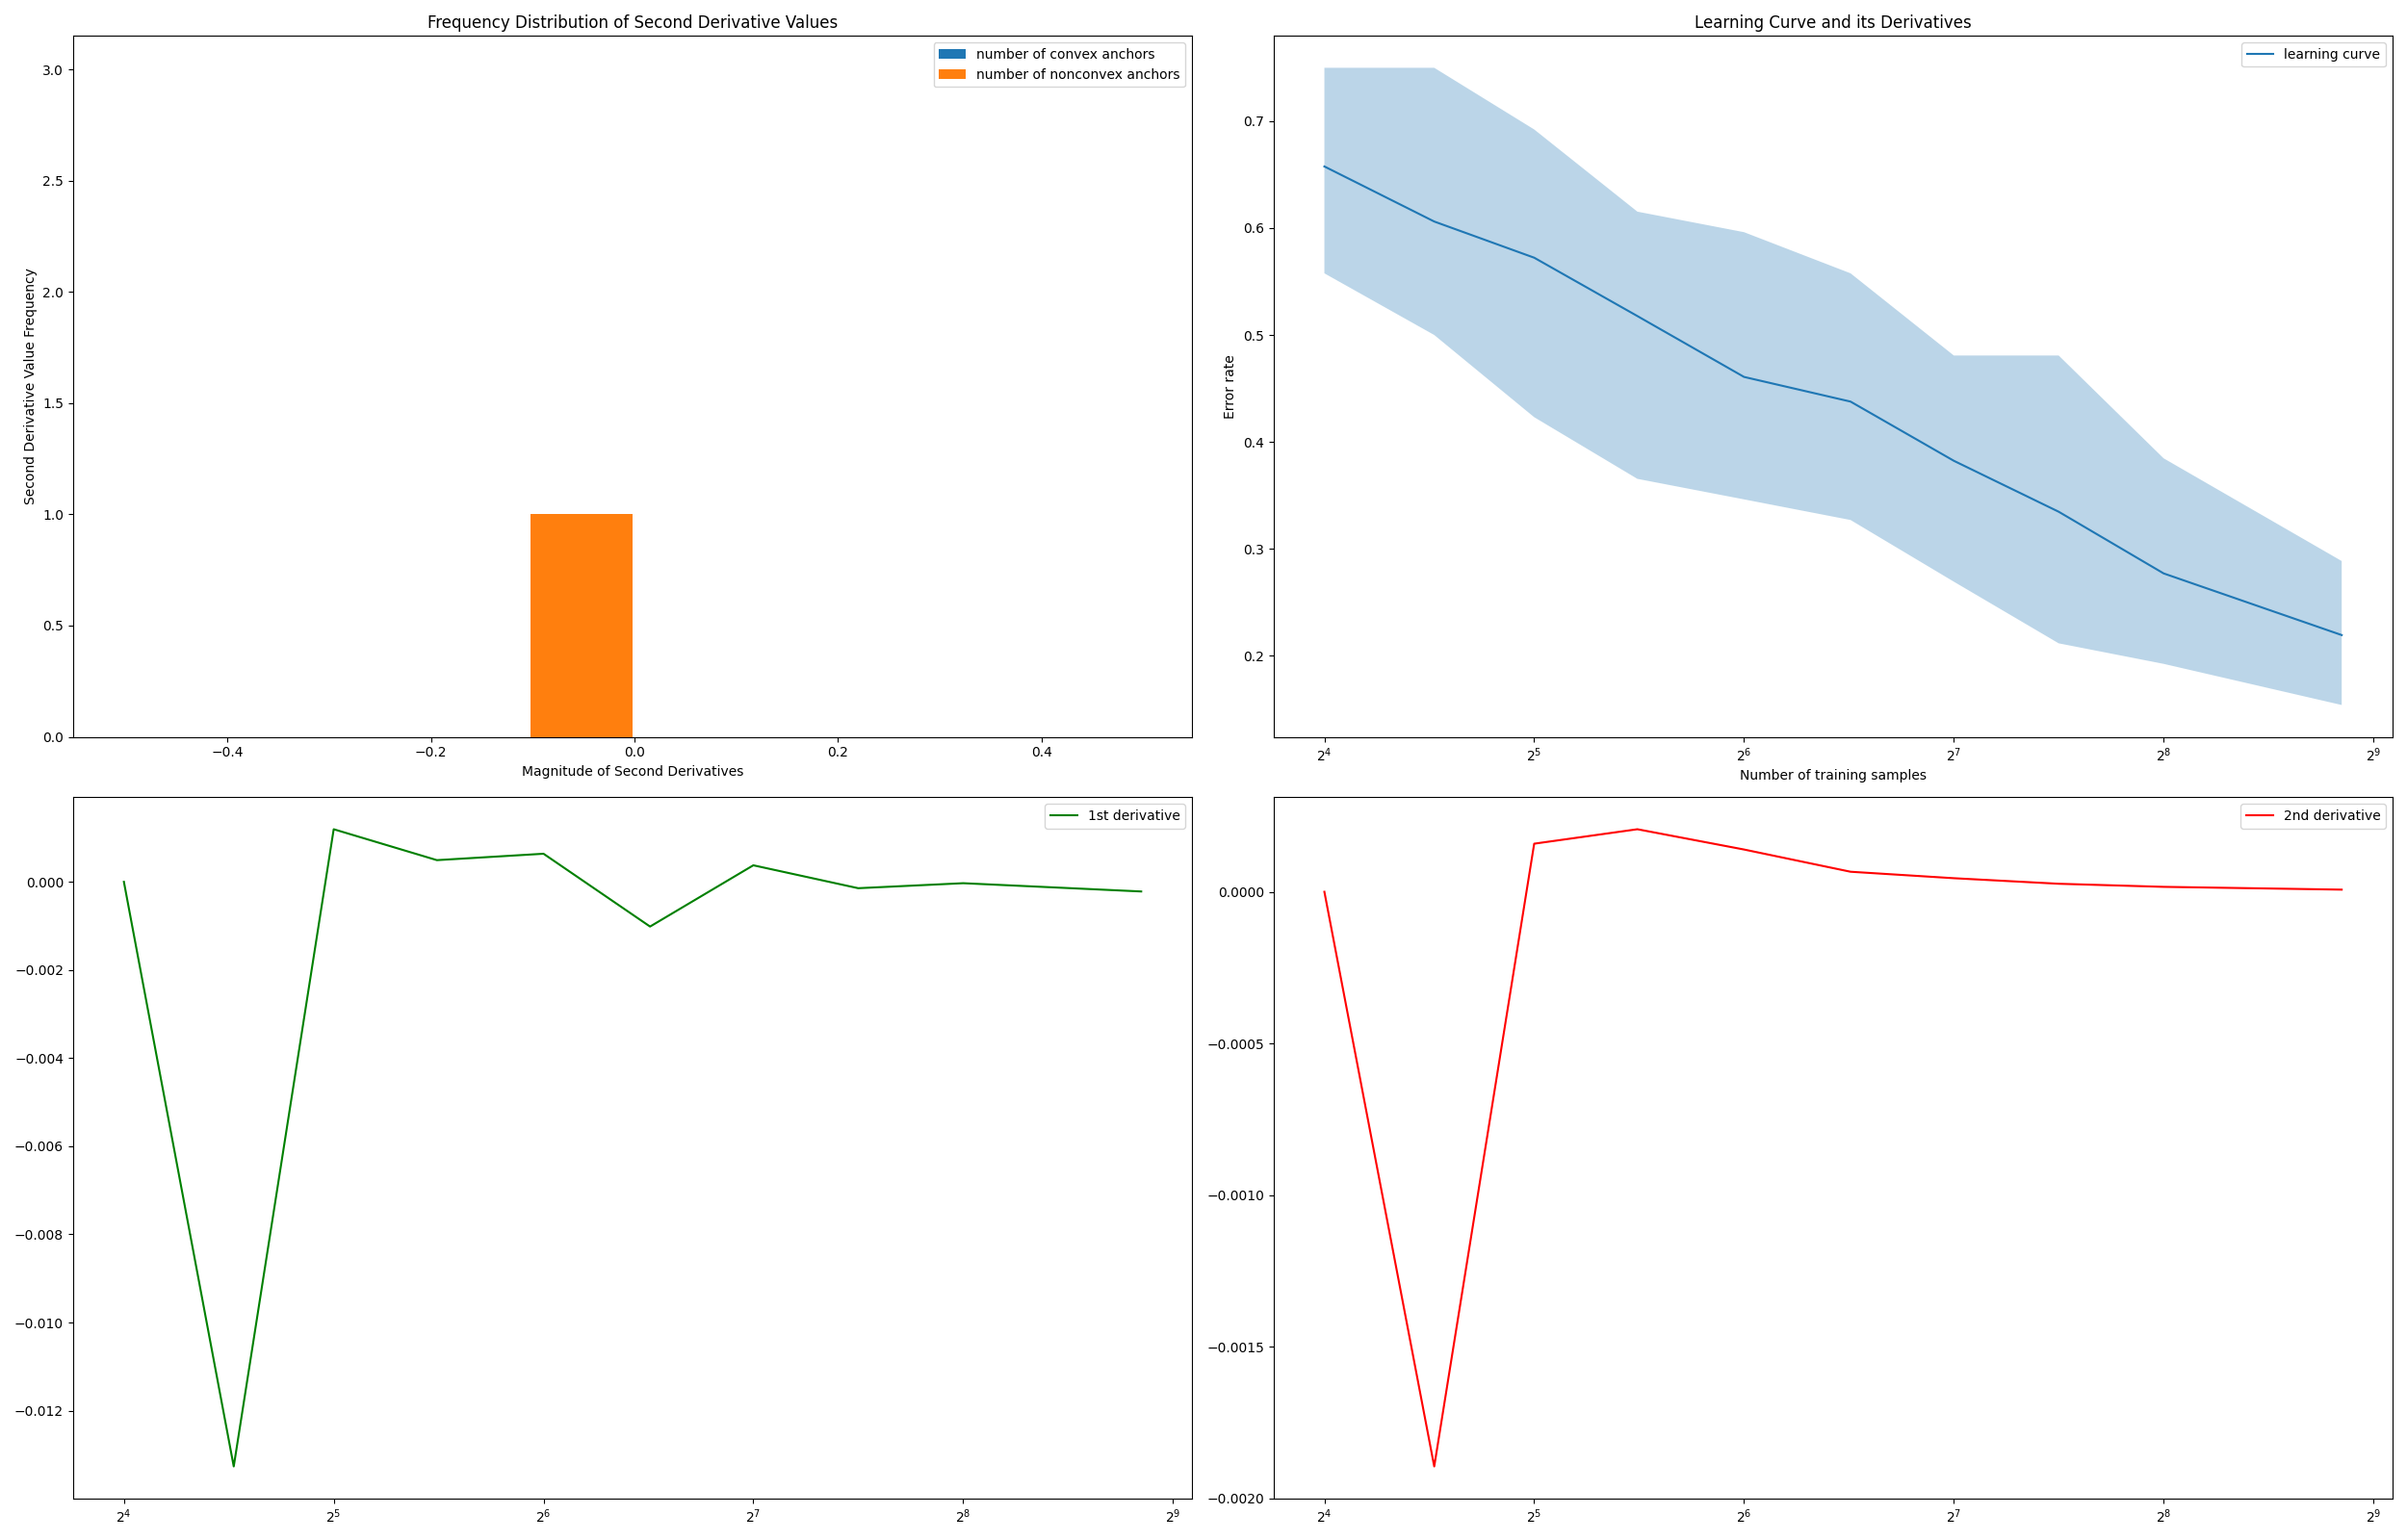 Frequency Distribution of Second Derivative Values
number of convex anchors
number of nonconvex anchors
3.0
2.5
2.0
1.5
1.0
0.5
0.0
Second Derivative Value Frequency
−0.4 −0.2 0.0 0.2 0.4
Magnitude of Second Derivatives
Learning Curve and its Derivatives
learning curve
0.7
0.6
0.5
0.4
0.3
0.2
Error rate
2⁴ 2⁵ 2⁶ 2⁷ 2⁸ 2⁹
Number of training samples
1st derivative
0.000
−0.002
−0.004
−0.006
−0.008
−0.010
−0.012
2⁴ 2⁵ 2⁶ 2⁷ 2⁸ 2⁹
2nd derivative
0.0000
−0.0005
−0.0010
−0.0015
−0.0020
2⁴ 2⁵ 2⁶ 2⁷ 2⁸ 2⁹